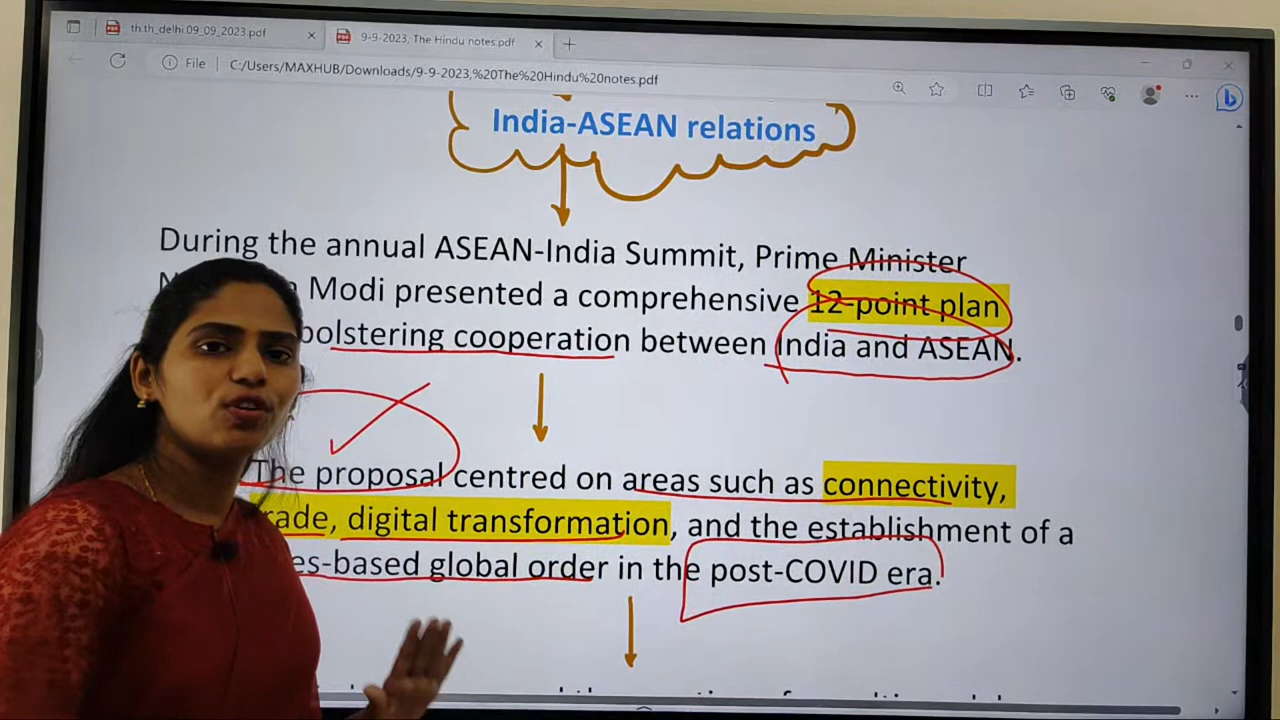 th.th_delhi.09_09_2023.pdf
9-9-2023, The Hindu notes.pdf
File C:/Users/MAXHUB/Downloads/9-9-2023,%20The%20Hindu%20notes.pdf
India-ASEAN relations
During the annual ASEAN-India Summit, Prime Minister
Modi presented a comprehensive 12-point plan
bolstering cooperation between India and ASEAN.
The proposal centred on areas such as connectivity,
rade, digital transformation, and the establishment of a
es-based global order in the post-COVID era.